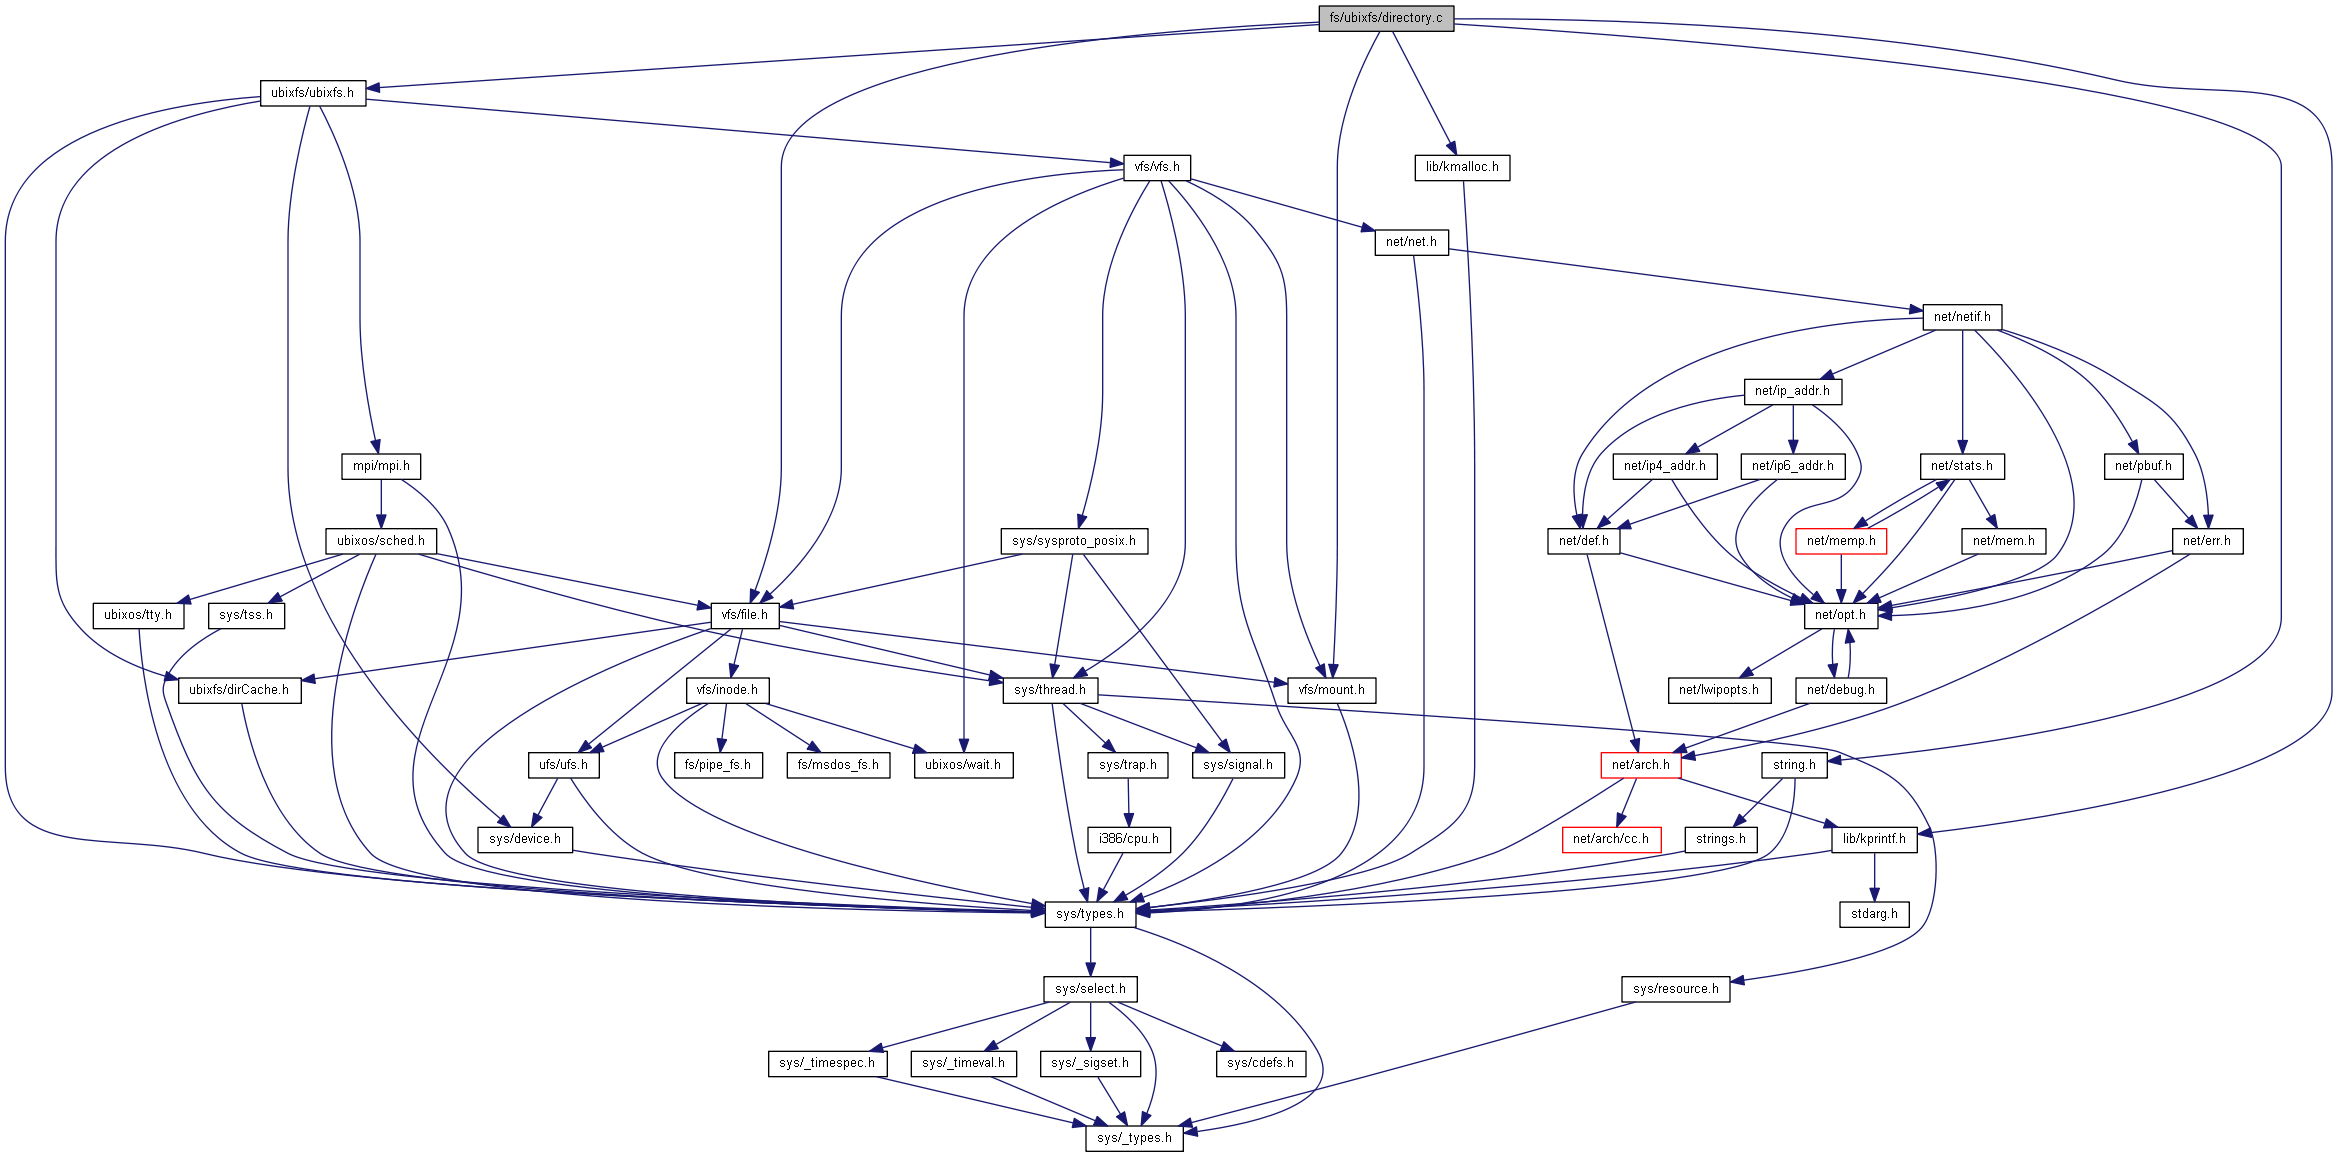 fs/ubixfs/directory.c
ubixfs/ubixfs.h
vfs/vfs.h
lib/kmalloc.h
net/net.h
net/netif.h
net/ip_addr.h
mpi/mpi.h
net/ip4_addr.h
net/ip6_addr.h
net/stats.h
net/pbuf.h
ubixos/sched.h
sys/sysproto_posix.h
net/def.h
net/memp.h
net/mem.h
net/err.h
ubixos/tty.h
sys/tss.h
vfs/file.h
net/opt.h
ubixfs/dirCache.h
vfs/inode.h
sys/thread.h
vfs/mount.h
net/lwipopts.h
net/debug.h
ufs/ufs.h
fs/pipe_fs.h
fs/msdos_fs.h
ubixos/wait.h
sys/trap.h
sys/signal.h
net/arch.h
string.h
sys/device.h
i386/cpu.h
net/arch/cc.h
strings.h
lib/kprintf.h
sys/types.h
stdarg.h
sys/select.h
sys/resource.h
sys/_timespec.h
sys/_timeval.h
sys/_sigset.h
sys/cdefs.h
sys/_types.h